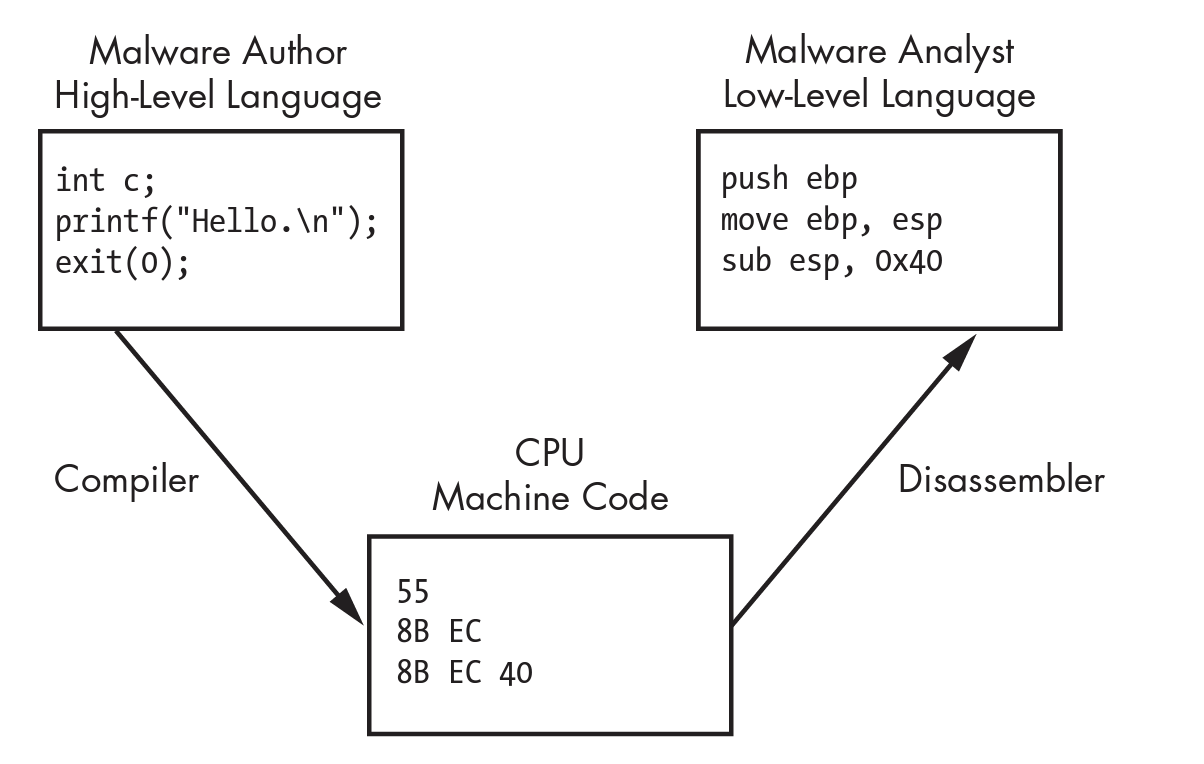 Malware Author
High-Level Language
int c;
printf("Hello.\n");
exit(0);
Malware Analyst
Low-Level Language
push ebp
move ebp, esp
sub esp, 0x40
Compiler
CPU
Machine Code
55
8B EC
8B EC 40
Disassembler